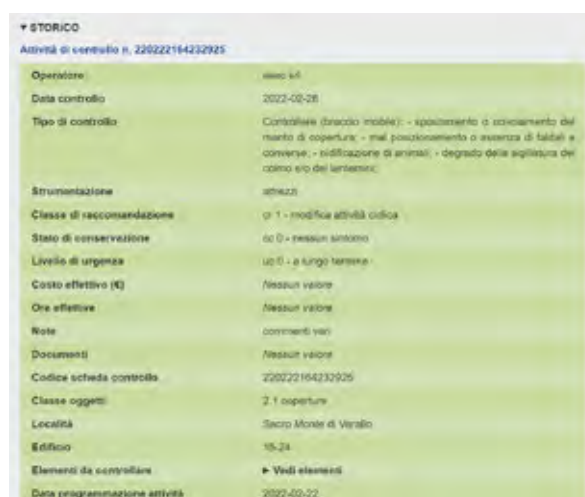 ▾ STORICO
Attività di controllo n. 220222164232925
Operatore
Data controllo 2022-02-26
Tipo di controllo Controllare (braccio mobile): - spostamento o scivolamento del
manto di copertura; - mal posizionamento o assenza di faldali e
converse; - nidificazione di animali; - degrado della sigillatura del
colmo e/o dei lanternini;
Strumentazione attrezzi
Classe di raccomandazione cr 1 - modifica attività ciclica
Stato di conservazione sc 0 - nessun sintomo
Livello di urgenza uc 0 - a lungo termine
Costo effettivo (€) Nessun valore
Ore effettive Nessun valore
Note commenti vari
Documenti Nessun valore
Codice scheda controllo 220222164232925
Classe oggetti 2.1 coperture
Località Sacro Monte di Varallo
Edificio 16-24
Elementi da controllare ▸ Vedi elementi
Data programmazione attività 2022-02-22